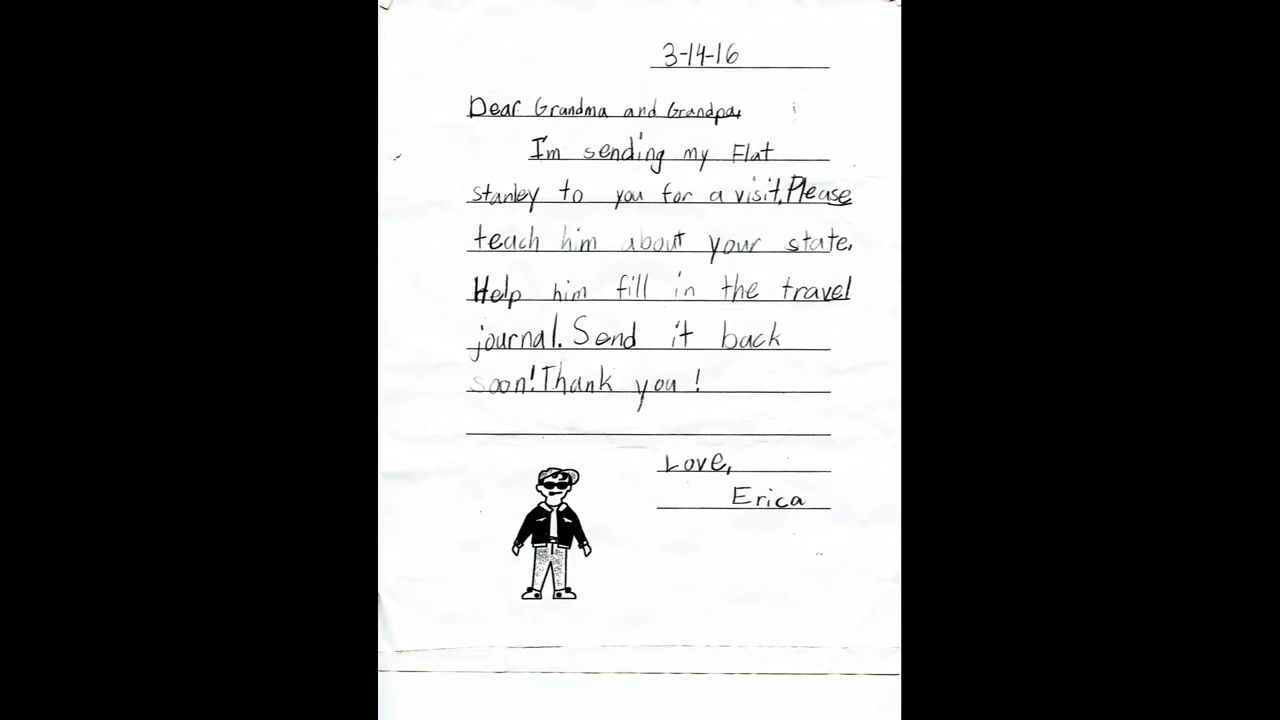 3-14-16
Dear Grandma and Grandpa,
I'm sending my Flat
Stanley to you for a visit. Please
teach him about your state.
Help him fill in the travel
journal. Send it back
soon! Thank you!
Love,
Erica